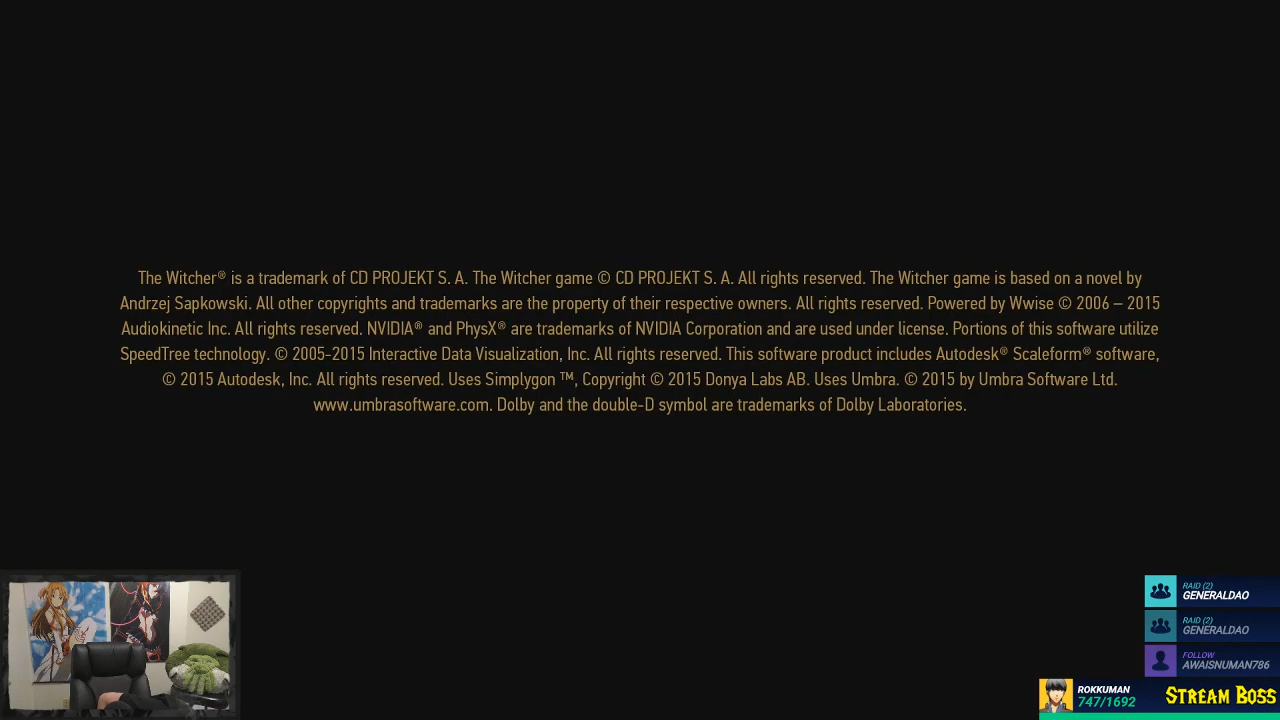 The Witcher® is a trademark of CD PROJEKT S. A. The Witcher game © CD PROJEKT S. A. All rights reserved. The Witcher game is based on a novel by
Andrzej Sapkowski. All other copyrights and trademarks are the property of their respective owners. All rights reserved. Powered by Wwise © 2006 – 2015
Audiokinetic Inc. All rights reserved. NVIDIA® and PhysX® are trademarks of NVIDIA Corporation and are used under license. Portions of this software utilize
SpeedTree technology. © 2005-2015 Interactive Data Visualization, Inc. All rights reserved. This software product includes Autodesk® Scaleform® software,
© 2015 Autodesk, Inc. All rights reserved. Uses Simplygon ™, Copyright © 2015 Donya Labs AB. Uses Umbra. © 2015 by Umbra Software Ltd.
www.umbrasoftware.com. Dolby and the double-D symbol are trademarks of Dolby Laboratories.
RAID (2)
GENERALDAO
RAID (2)
GENERALDAO
FOLLOW
AWAISNUMAN786
ROKKUMAN
747/1692
STREAM BOSS